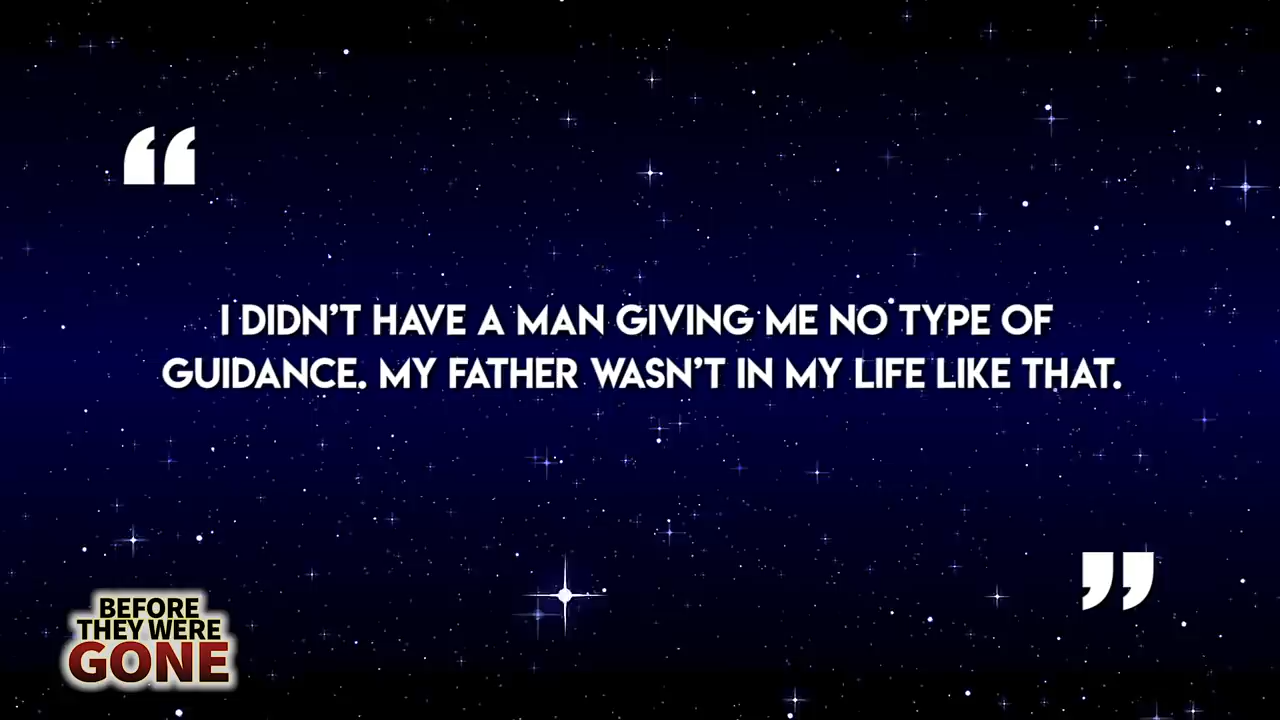 “
I DIDN’T HAVE A MAN GIVING ME NO TYPE OF
GUIDANCE. MY FATHER WASN’T IN MY LIFE LIKE THAT.
”
BEFORE
THEY WERE
GONE